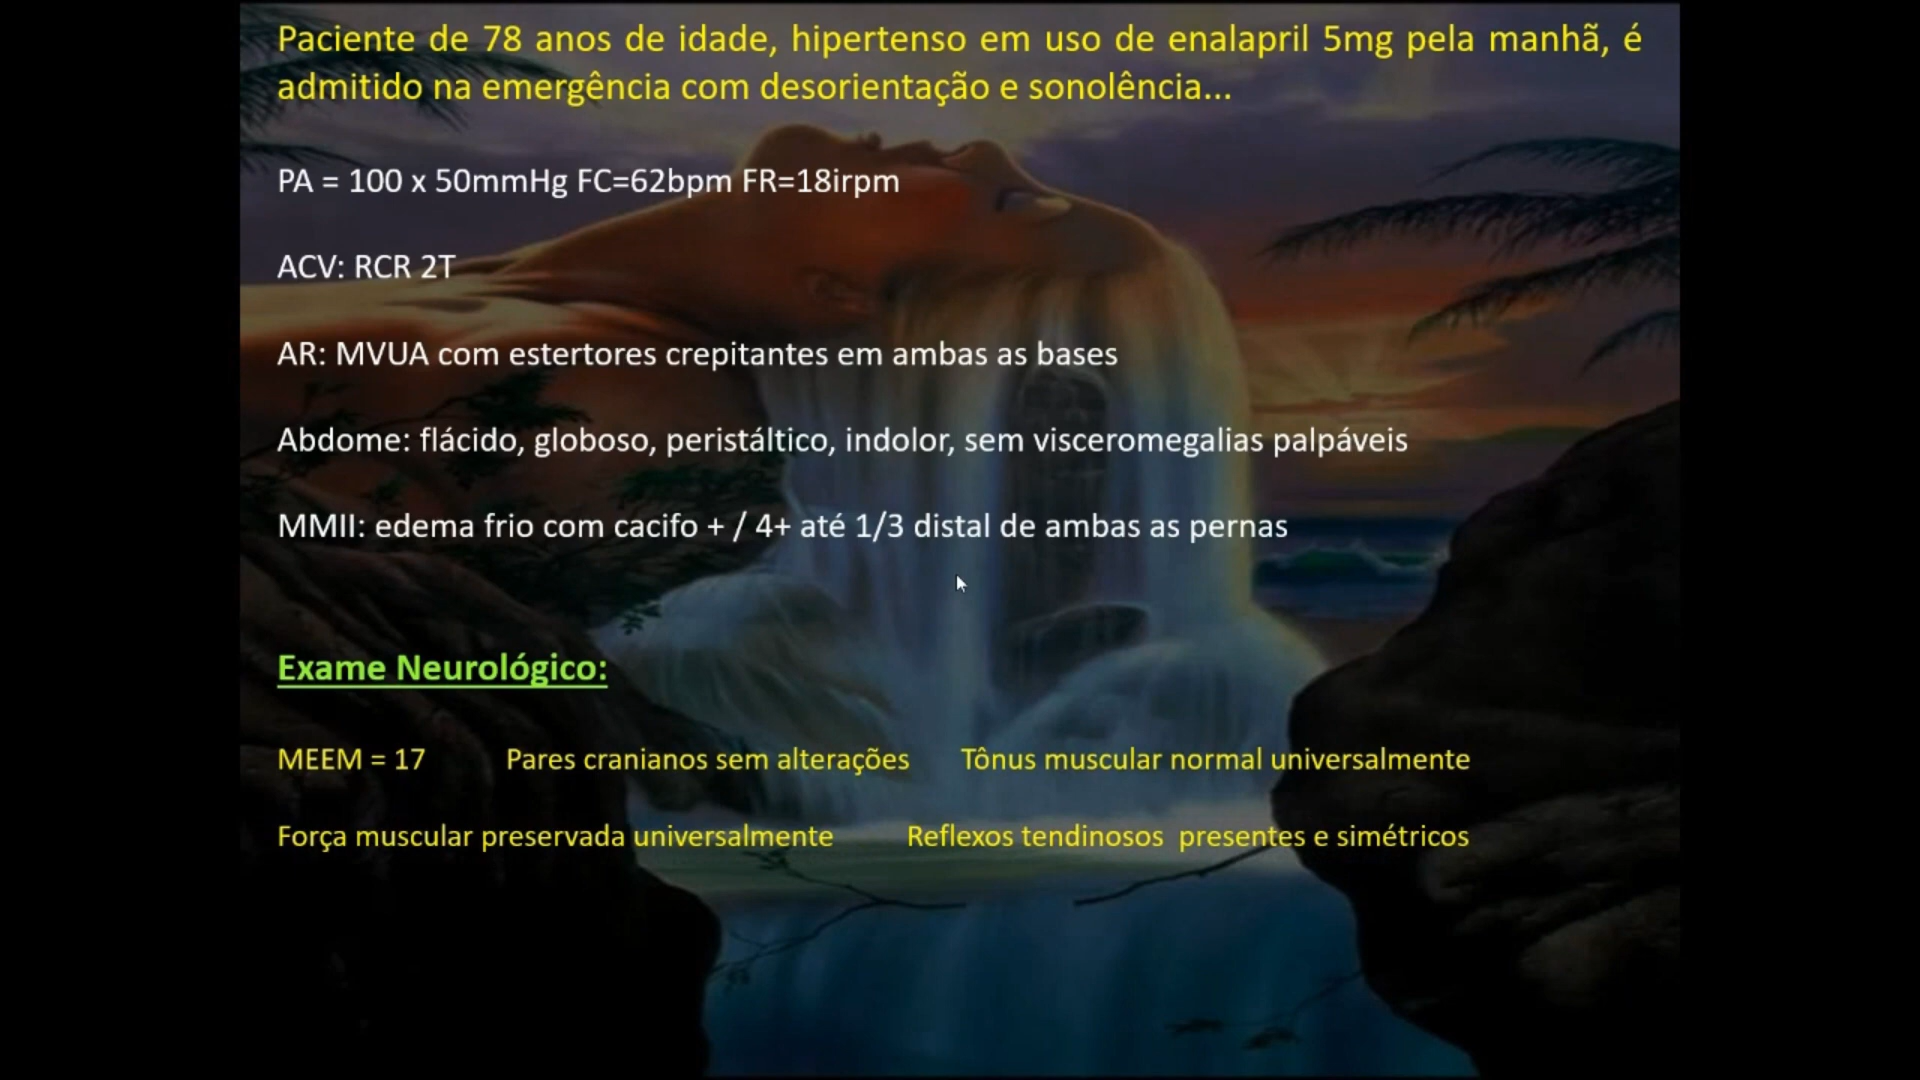 Paciente de 78 anos de idade, hipertenso em uso de enalapril 5mg pela manhã, é
admitido na emergência com desorientação e sonolência...
PA = 100 x 50mmHg FC=62bpm FR=18irpm
ACV: RCR 2T
AR: MVUA com estertores crepitantes em ambas as bases
Abdome: flácido, globoso, peristáltico, indolor, sem visceromegalias palpáveis
MMII: edema frio com cacifo + / 4+ até 1/3 distal de ambas as pernas
Exame Neurológico:
MEEM = 17 Pares cranianos sem alterações Tônus muscular normal universalmente
Força muscular preservada universalmente Reflexos tendinosos presentes e simétricos